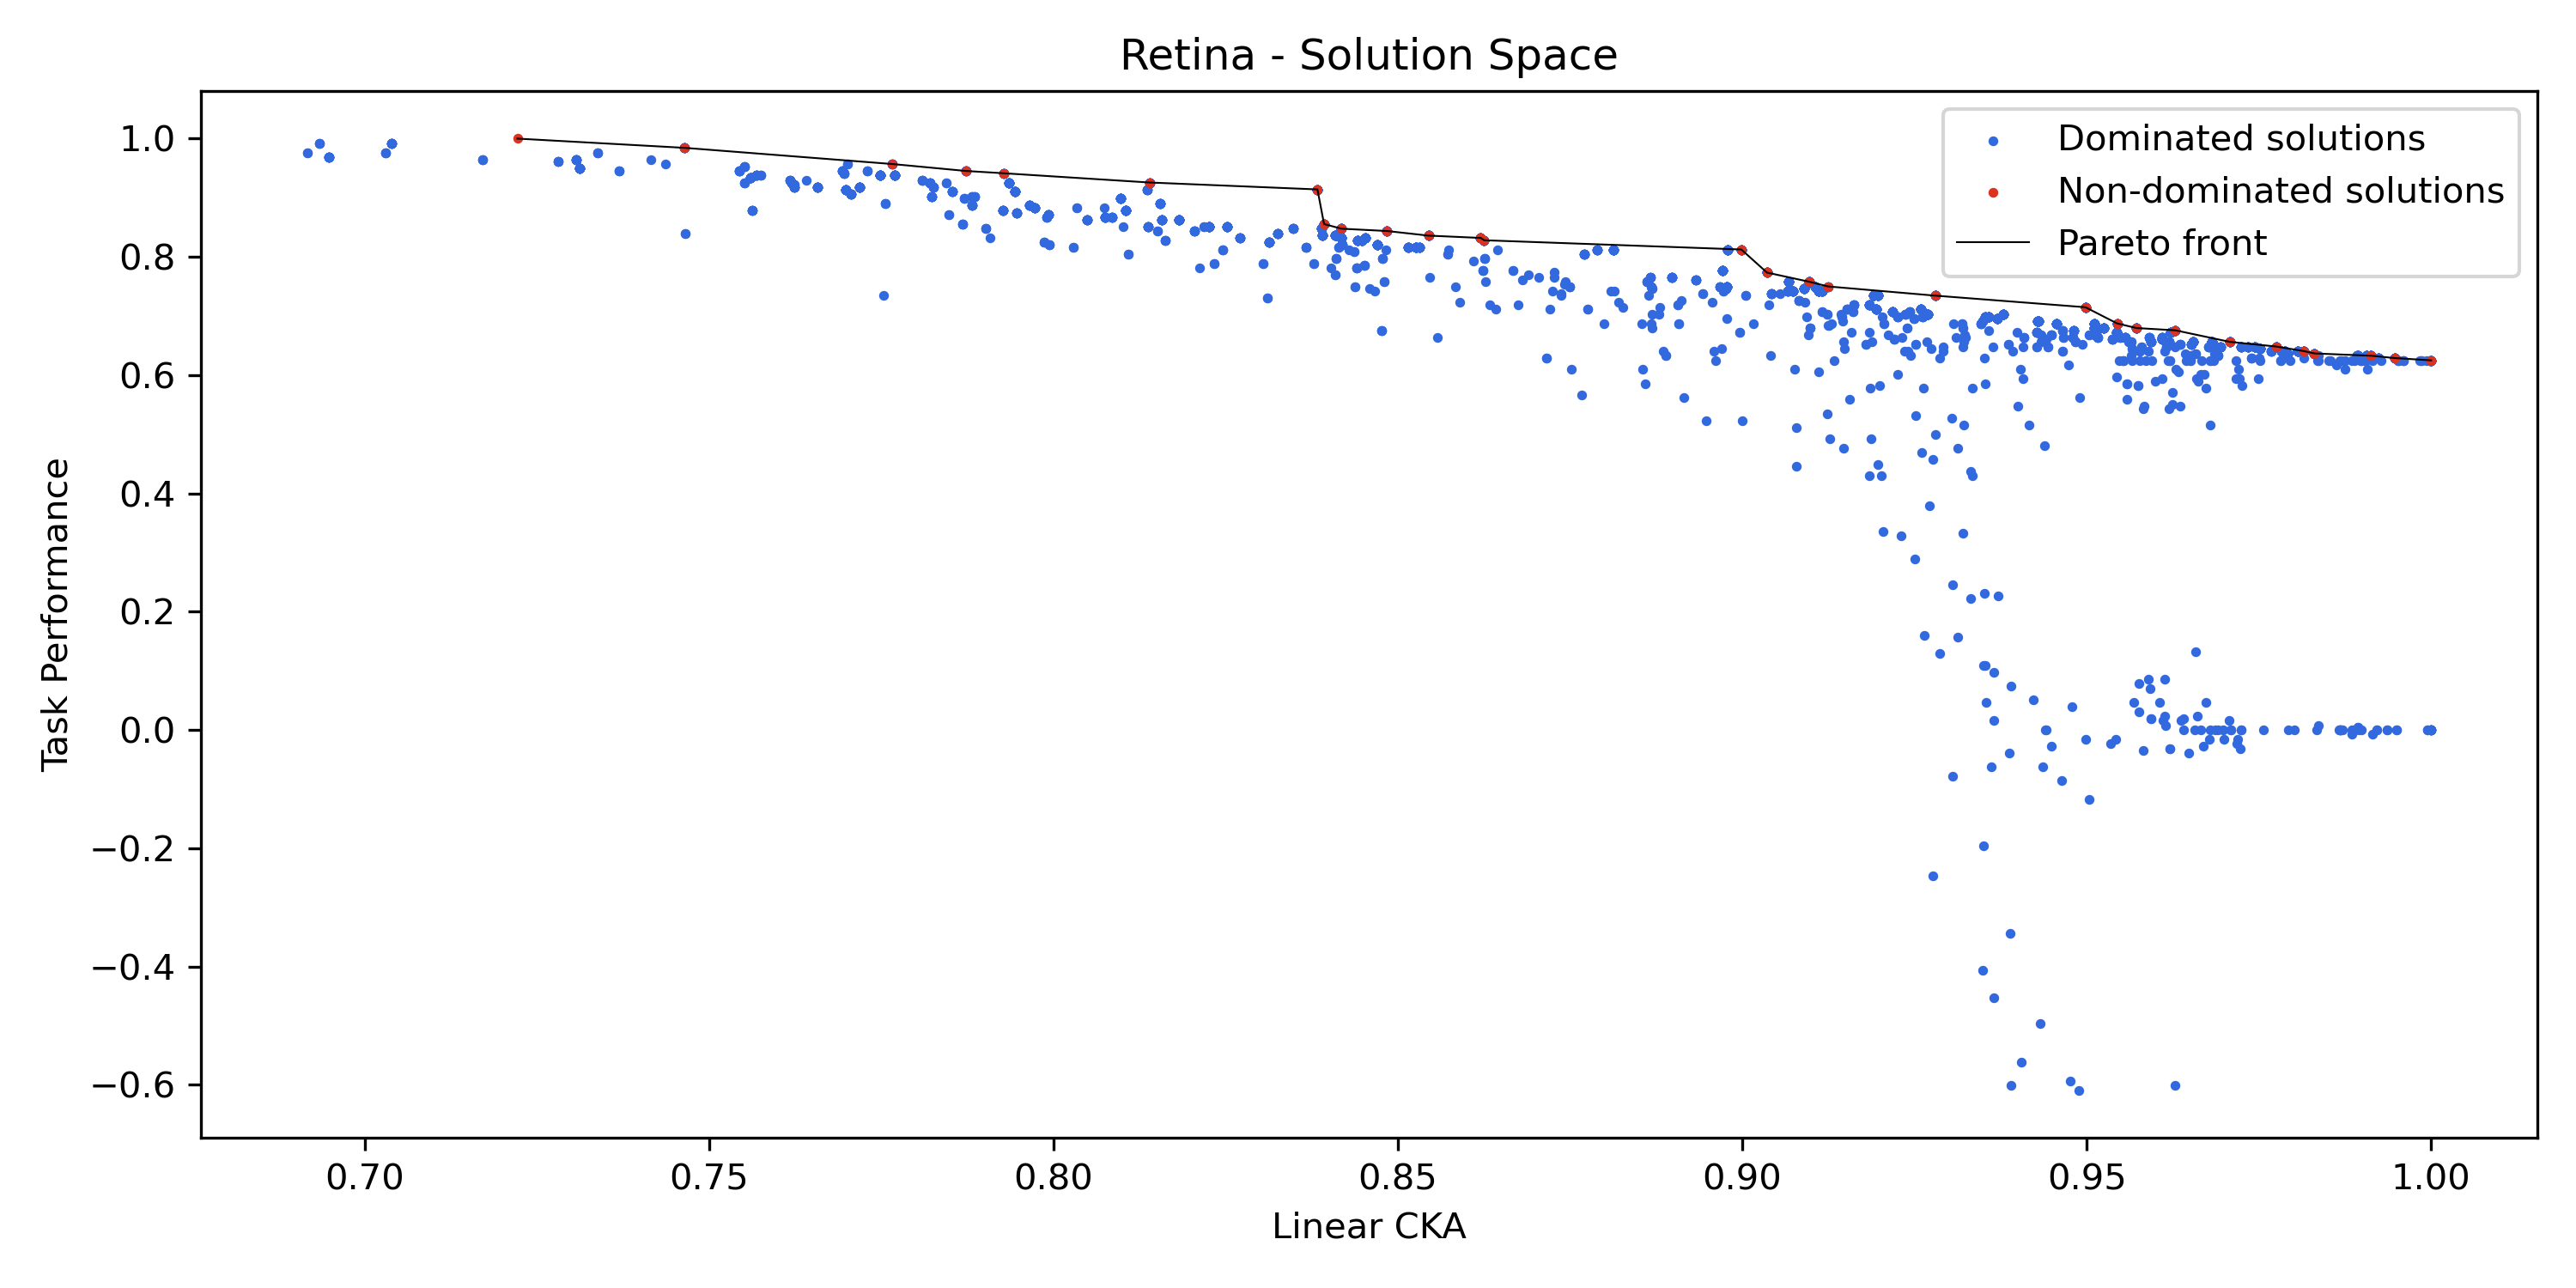 Retina - Solution Space
Dominated solutions
Non-dominated solutions
Pareto front
Task Performance
1.0
0.8
0.6
0.4
0.2
0.0
−0.2
−0.4
−0.6
0.70 0.75 0.80 0.85 0.90 0.95 1.00
Linear CKA